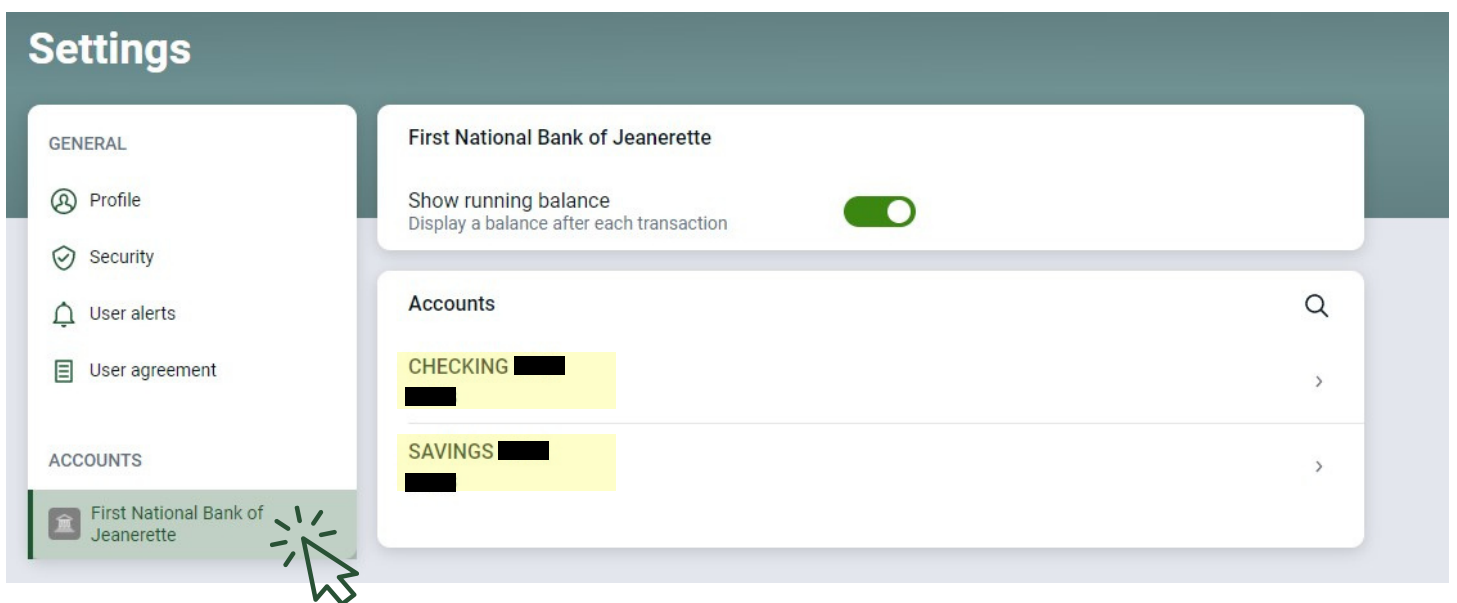 Settings
GENERAL
Profile
Security
User alerts
User agreement
ACCOUNTS
First National Bank of
Jeanerette
First National Bank of Jeanerette
Show running balance
Display a balance after each transaction
Accounts
CHECKING
SAVINGS